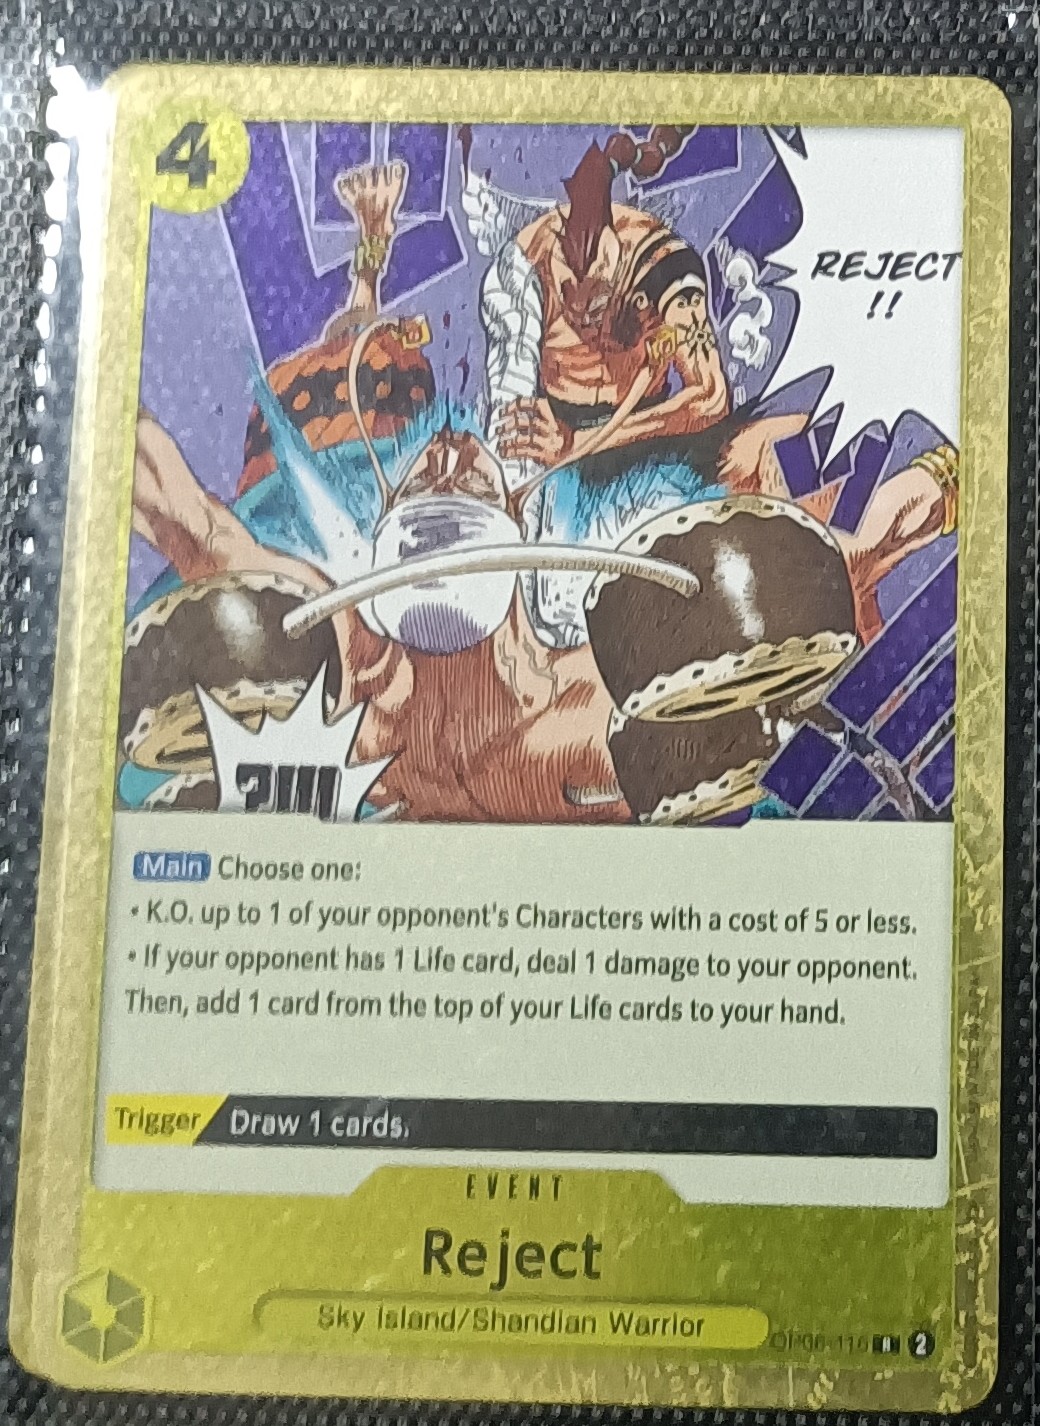 4
REJECT
!!
?!!!
Main Choose one:
• K.O. up to 1 of your opponent's Characters with a cost of 5 or less.
• If your opponent has 1 Life card, deal 1 damage to your opponent.
Then, add 1 card from the top of your Life cards to your hand.
Trigger Draw 1 cards.
EVENT
Reject
Sky Island/Shandian Warrior
R 2